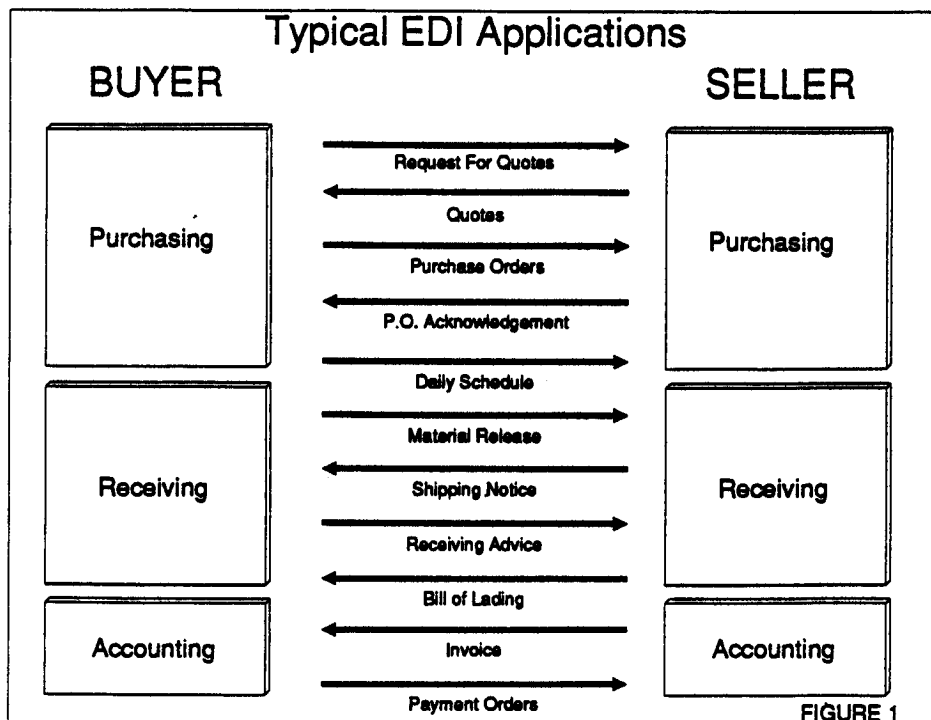 Typical EDI Applications
BUYER
SELLER
Purchasing
Request For Quotes
Quotes
Purchase Orders
P.O. Acknowledgement
Purchasing
Daily Schedule
Receiving
Material Release
Shipping Notice
Receiving Advice
Bill of Lading
Receiving
Accounting
Invoice
Payment Orders
Accounting
FIGURE 1